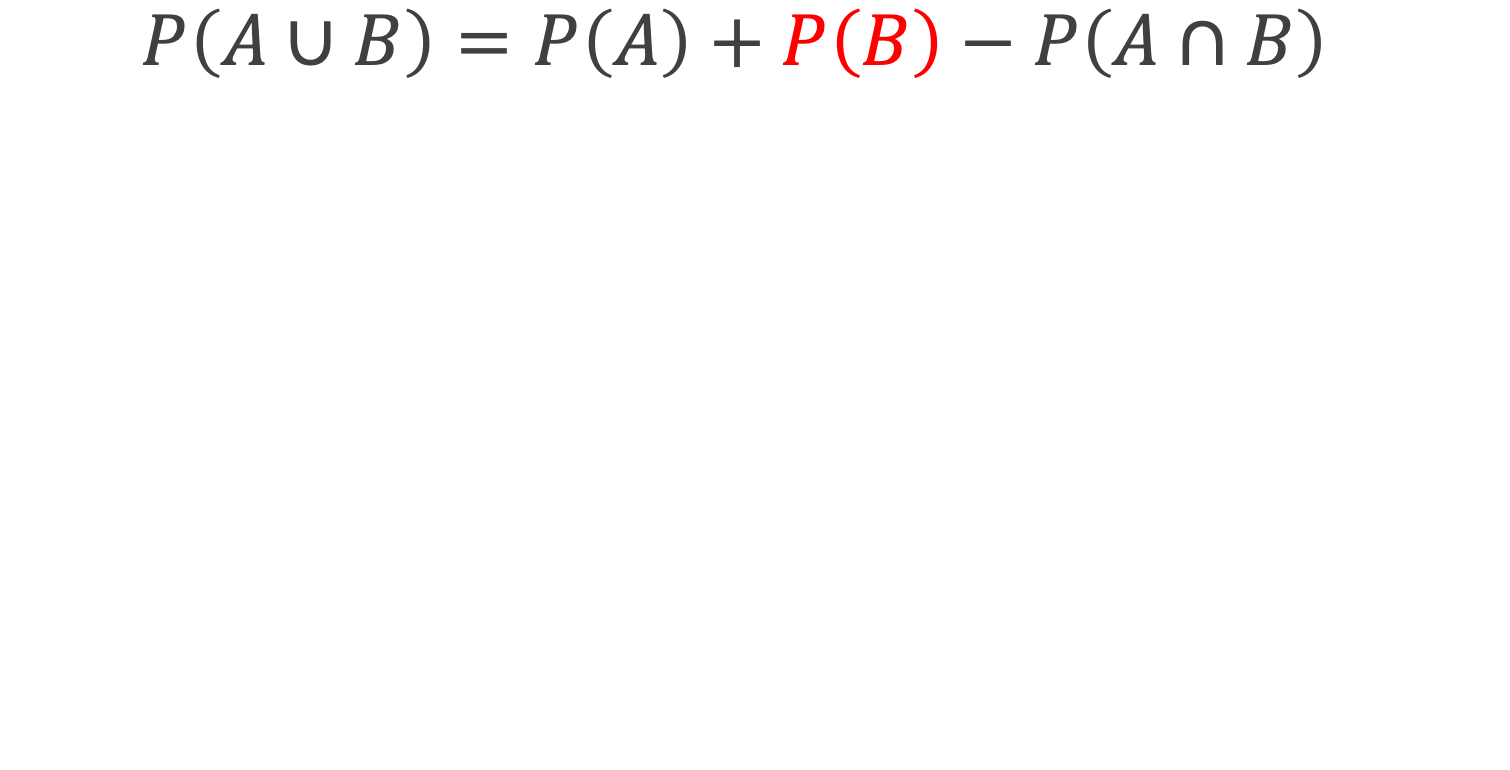 P(A ∪ B) = P(A) + P(B) − P(A ∩ B)